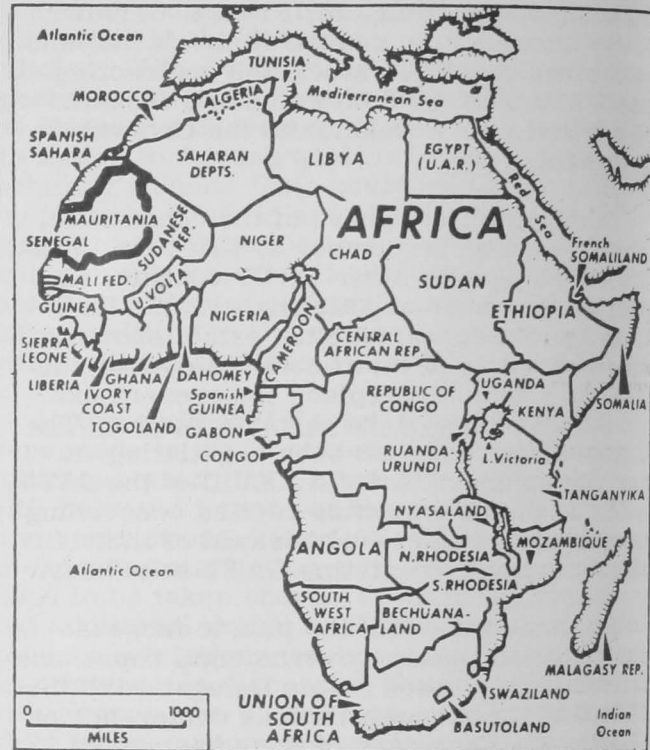 Atlantic Ocean
TUNISIA
MOROCCO
ALGERIA
Mediterranean Sea
SPANISH
SAHARA
SAHARAN
DEPTS.
LIBYA
EGYPT
(U.A.R.)
Red Sea
MAURITANIA
SUDANESE REP.
AFRICA
SENEGAL
NIGER
CHAD
French
SOMALILAND
MALI FED.
U. VOLTA
SUDAN
GUINEA
NIGERIA
ETHIOPIA
CAMEROON
SIERRA
LEONE
CENTRAL
AFRICAN REP.
LIBERIA
GHANA
DAHOMEY
IVORY
COAST
Spanish
GUINEA
REPUBLIC OF
CONGO
UGANDA
KENYA
SOMALIA
TOGOLAND
GABON
CONGO
RUANDA-
URUNDI
L. Victoria
TANGANYIKA
NYASALAND
ANGOLA
N. RHODESIA
MOZAMBIQUE
Atlantic Ocean
S. RHODESIA
SOUTH
WEST
AFRICA
BECHUANA-
LAND
MALAGASY REP.
0 1000
MILES
UNION OF
SOUTH
AFRICA
SWAZILAND
BASUTOLAND
Indian
Ocean